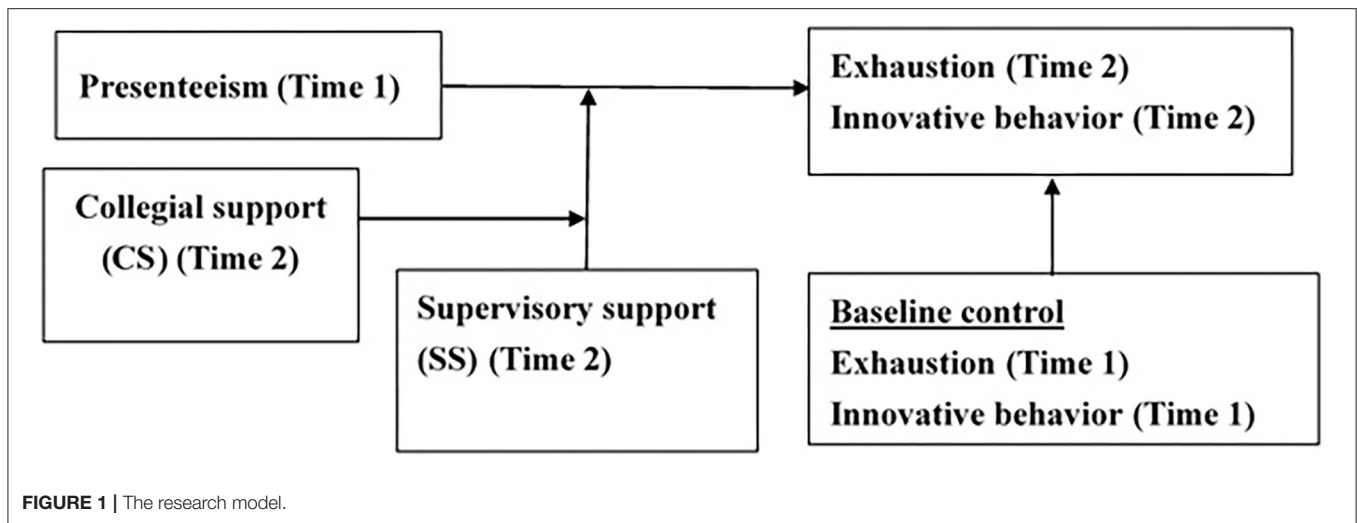 Presenteeism (Time 1)
Exhaustion (Time 2)
Innovative behavior (Time 2)
Collegial support
(CS) (Time 2)
Supervisory support
(SS) (Time 2)
Baseline control
Exhaustion (Time 1)
Innovative behavior (Time 1)
FIGURE 1 | The research model.